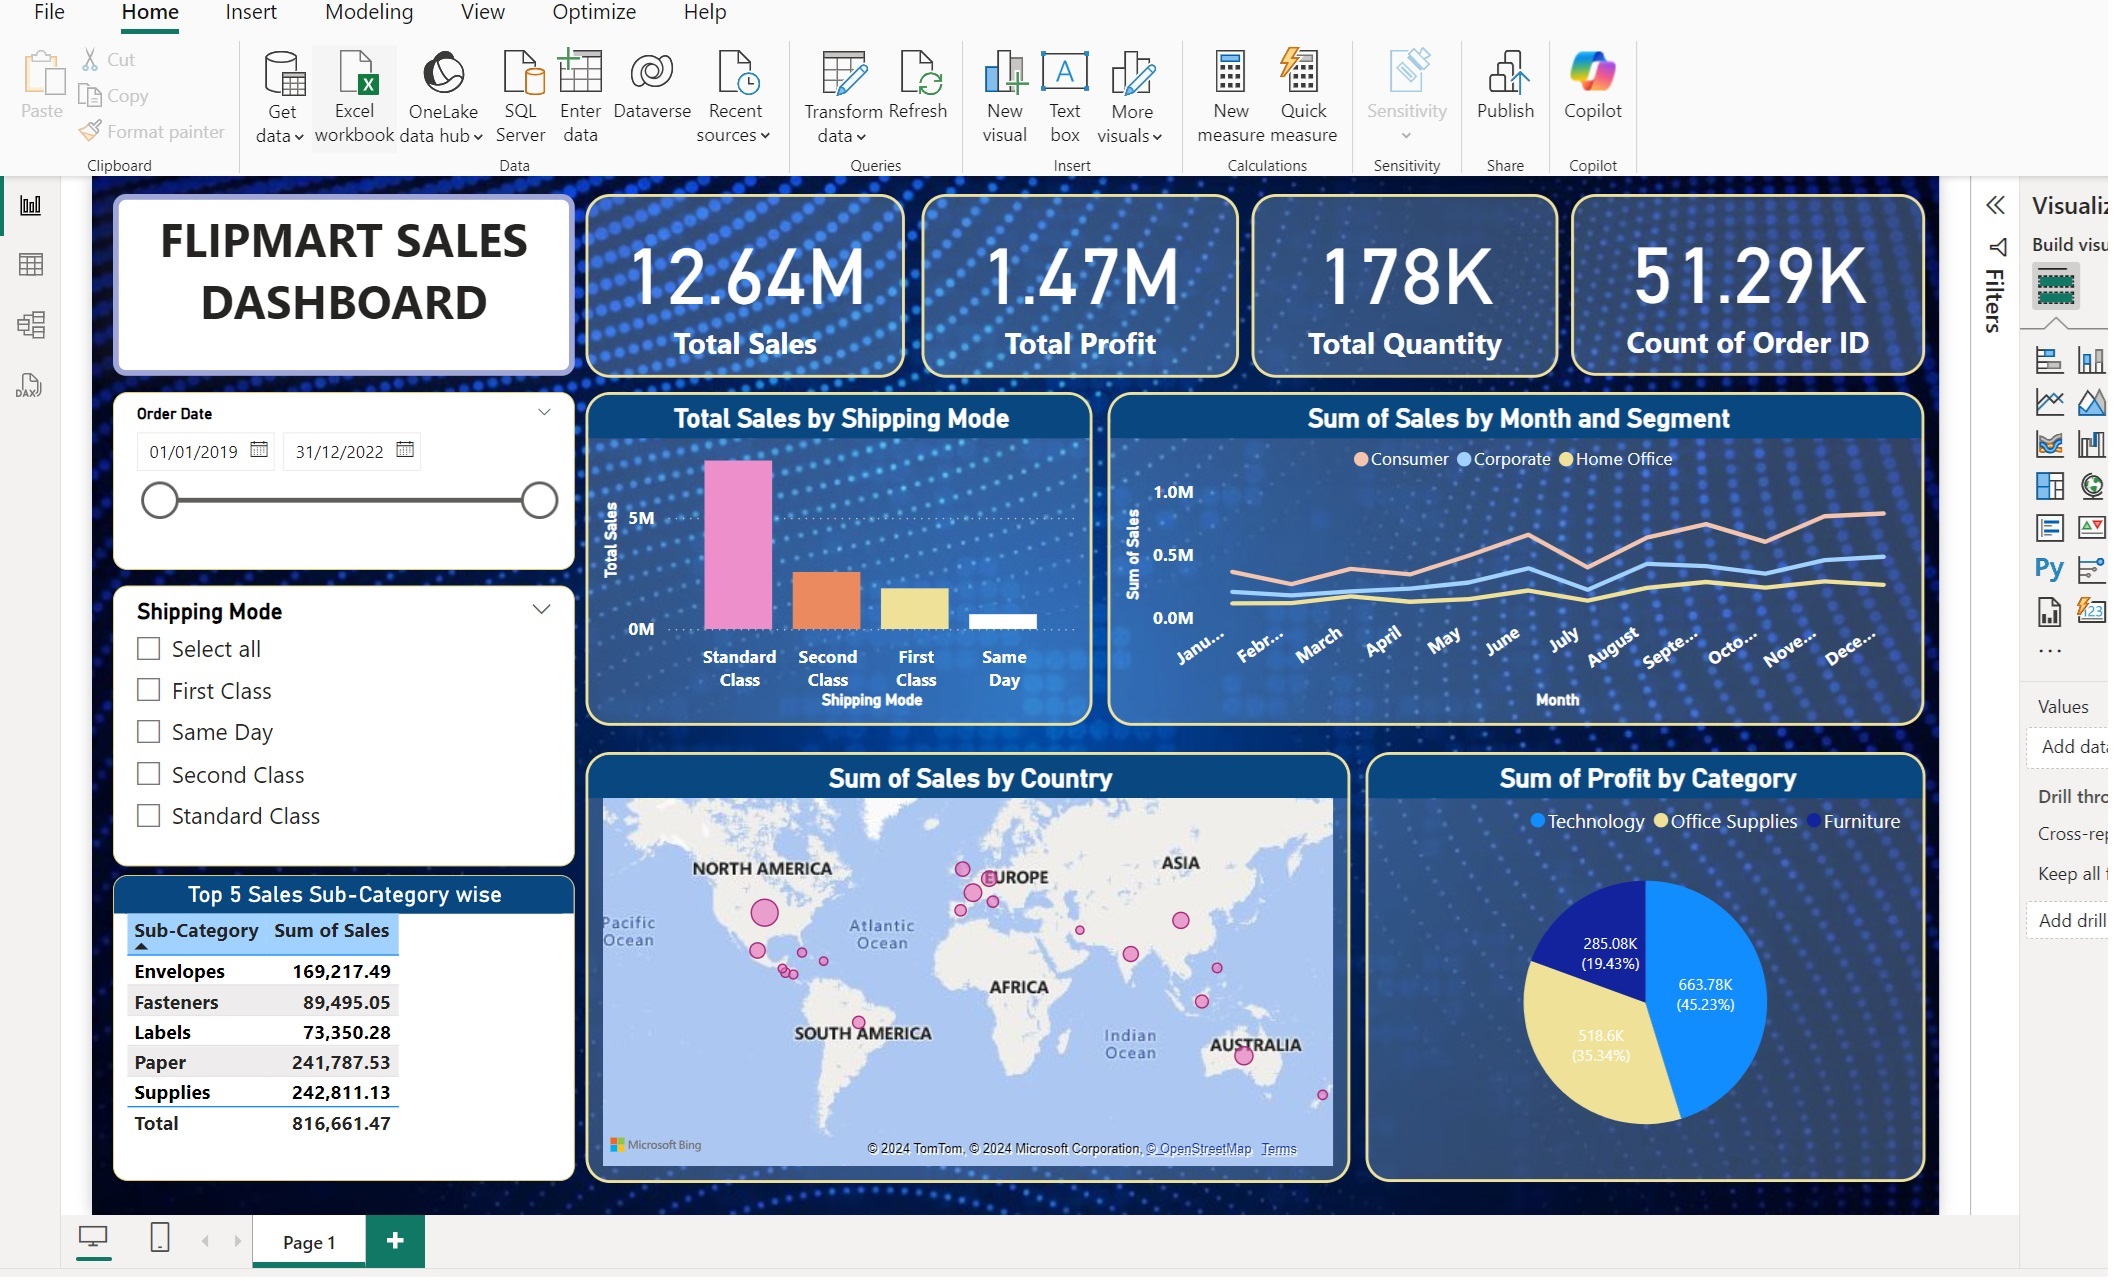 File Home Insert Modeling View Optimize Help
Paste
Cut
Copy
Format painter
Clipboard
Get data
Excel workbook
OneLake data hub
SQL Server
Enter data
Dataverse
Recent sources
Data
Transform data
Refresh
Queries
New visual
A
Text box
More visuals
Insert
New measure
Quick measure
Calculations
Sensitivity
Sensitivity
Publish
Share
Copilot
Copilot
DAX
FLIPMART SALES
DASHBOARD
12.64M
Total Sales
1.47M
Total Profit
178K
Total Quantity
51.29K
Count of Order ID
Order Date
01/01/2019 31/12/2022
Shipping Mode
Select all
First Class
Same Day
Second Class
Standard Class
Top 5 Sales Sub-Category wise
Sub-Category Sum of Sales
Envelopes 169,217.49
Fasteners 89,495.05
Labels 73,350.28
Paper 241,787.53
Supplies 242,811.13
Total 816,661.47
Total Sales by Shipping Mode
Total Sales
5M
0M
Standard Class
Second Class
First Class
Same Day
Shipping Mode
Sum of Sales by Month and Segment
Consumer Corporate Home Office
Sum of Sales
1.0M
0.5M
0.0M
Janu... Febr... March April May June July August Septe... Octo... Nove... Dece...
Month
Sum of Sales by Country
NORTH AMERICA
EUROPE
ASIA
Pacific Ocean
Atlantic Ocean
AFRICA
SOUTH AMERICA
Indian Ocean
AUSTRALIA
Microsoft Bing
© 2024 TomTom, © 2024 Microsoft Corporation, © OpenStreetMap Terms
Sum of Profit by Category
Technology Office Supplies Furniture
285.08K
(19.43%)
663.78K
(45.23%)
518.6K
(35.34%)
Filters
Visualiz
Build visu
Py
123
...
Values
Add data
Drill thro
Cross-rep
Keep all f
Add drill
Page 1